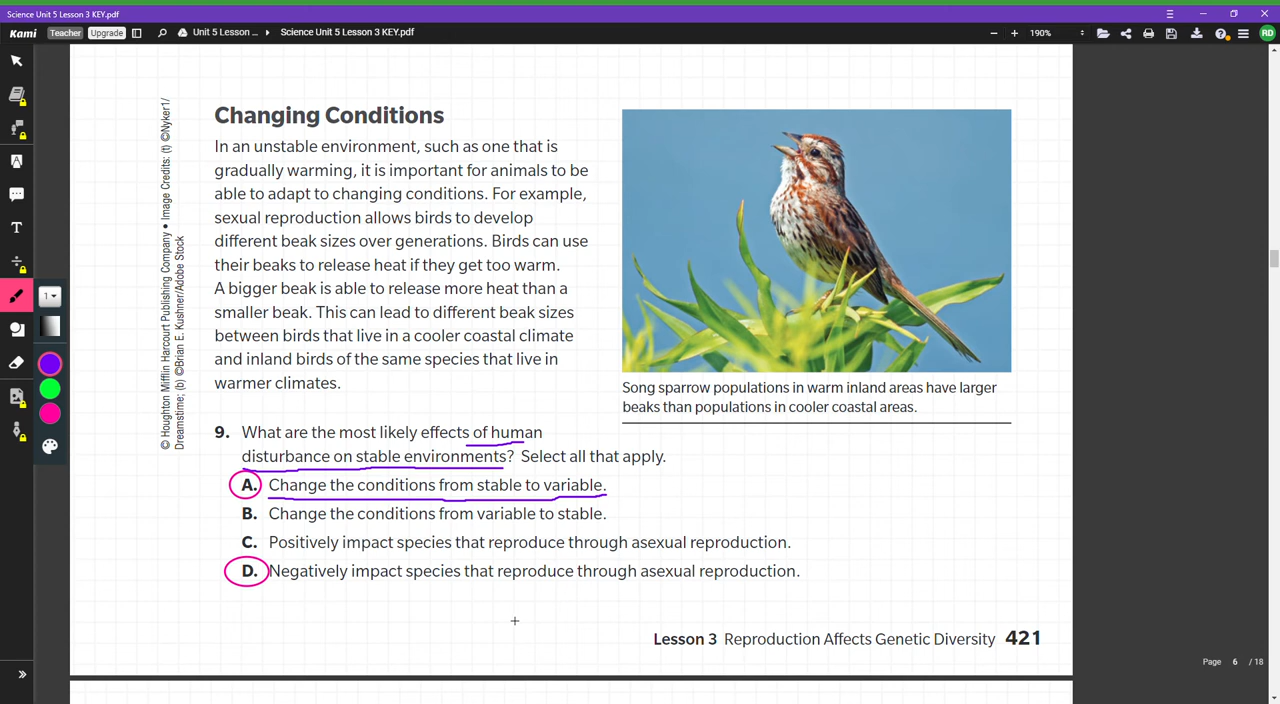 Science Unit 5 Lesson 3 KEY.pdf
Kami Teacher Upgrade Unit 5 Lesson ... Science Unit 5 Lesson 3 KEY.pdf 190% RD
Changing Conditions
In an unstable environment, such as one that is
gradually warming, it is important for animals to be
able to adapt to changing conditions. For example,
sexual reproduction allows birds to develop
different beak sizes over generations. Birds can use
their beaks to release heat if they get too warm.
A bigger beak is able to release more heat than a
smaller beak. This can lead to different beak sizes
between birds that live in a cooler coastal climate
and inland birds of the same species that live in
warmer climates.
© Houghton Mifflin Harcourt Publishing Company • Image Credits: (t) ©Nyker1/
Dreamstime; (b) ©Brian E. Kushner/Adobe Stock
Song sparrow populations in warm inland areas have larger
beaks than populations in cooler coastal areas.
9. What are the most likely effects of human
disturbance on stable environments? Select all that apply.
A. Change the conditions from stable to variable.
B. Change the conditions from variable to stable.
C. Positively impact species that reproduce through asexual reproduction.
D. Negatively impact species that reproduce through asexual reproduction.
Lesson 3 Reproduction Affects Genetic Diversity 421
Page 6 / 18
T
1